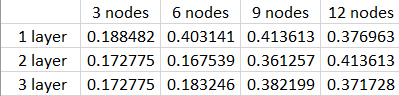 3 nodes 6 nodes 9 nodes 12 nodes
1 layer 0.188482 0.403141 0.413613 0.376963
2 layer 0.172775 0.167539 0.361257 0.413613
3 layer 0.172775 0.183246 0.382199 0.371728